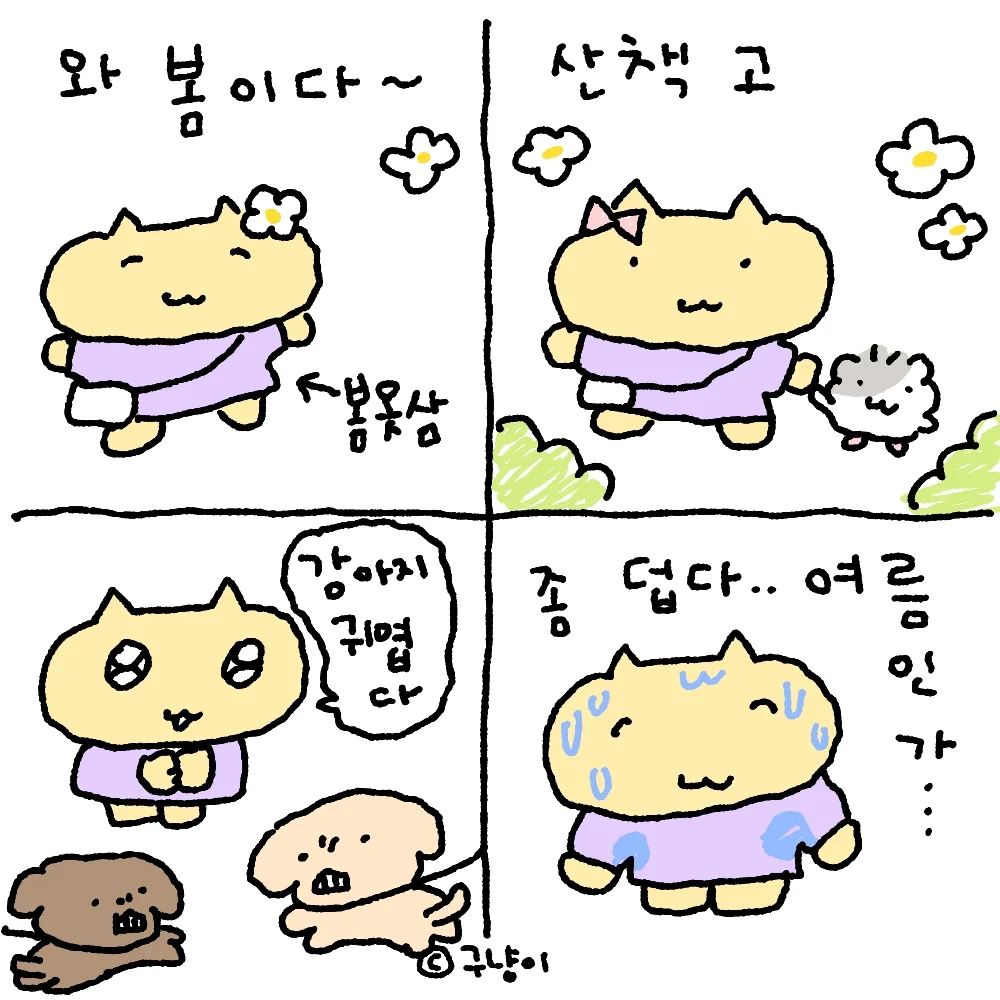 와 봄이다~
←봄옷삼
산책 고
강아지
귀엽
다
좀 덥다.. 여름
인
가
...
ⓒ구냥이